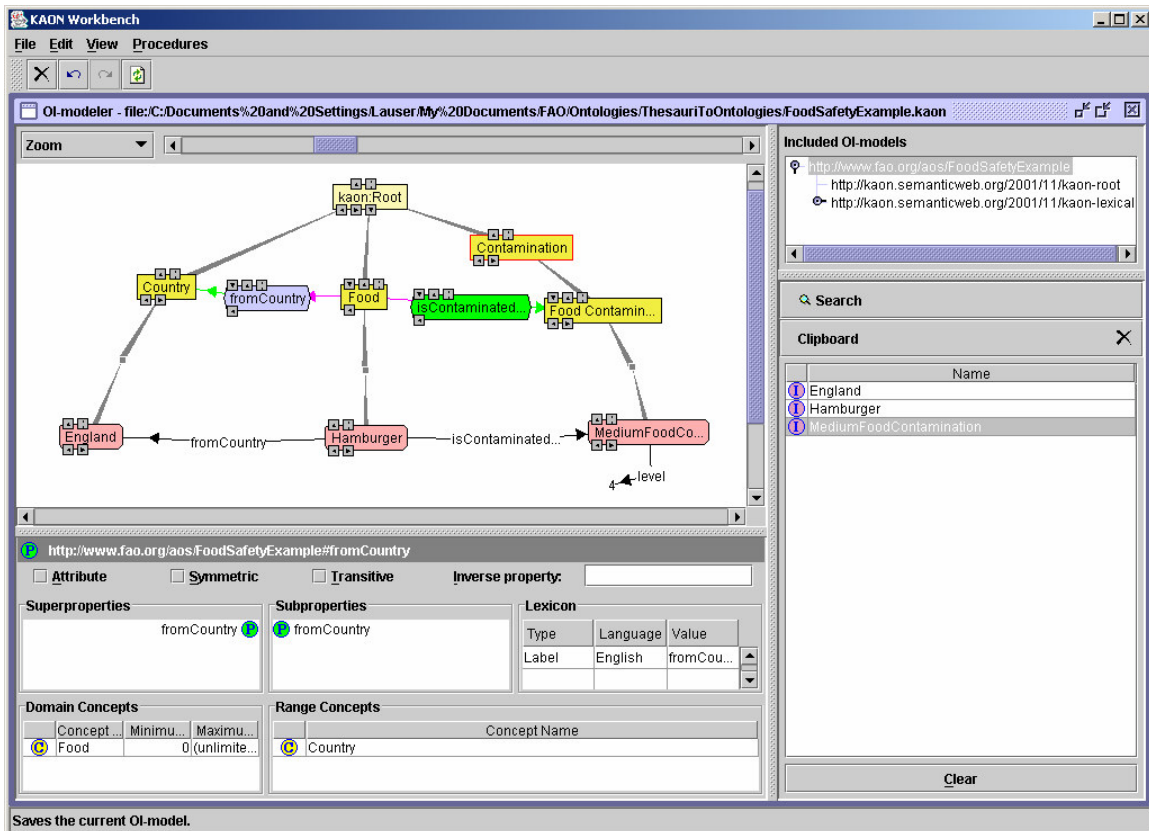 KAON Workbench
File Edit View Procedures
OI-modeler - file:/C:/Documents%20and%20Settings/Lauser/My%20Documents/FAO/Ontologies/ThesauriToOntologies/FoodSafetyExample.kaon
Zoom
kaon:Root
Contamination
Country
fromCountry
Food
isContaminated...
Food Contamin...
England
fromCountry
Hamburger
isContaminated...
MediumFoodCo...
level
4
Included OI-models
http://www.fao.org/aos/FoodSafetyExample
http://kaon.semanticweb.org/2001/11/kaon-root
http://kaon.semanticweb.org/2001/11/kaon-lexical
Search
Clipboard
Name
I England
I Hamburger
I MediumFoodContamination
Clear
P http://www.fao.org/aos/FoodSafetyExample#fromCountry
Attribute Symmetric Transitive Inverse property:
Superproperties
fromCountry P
Subproperties
P fromCountry
Lexicon
Type Language Value
Label English fromCou...
Domain Concepts
Concept ... Minimu... Maximu...
C Food 0 (unlimite...
Range Concepts
Concept Name
C Country
Saves the current OI-model.